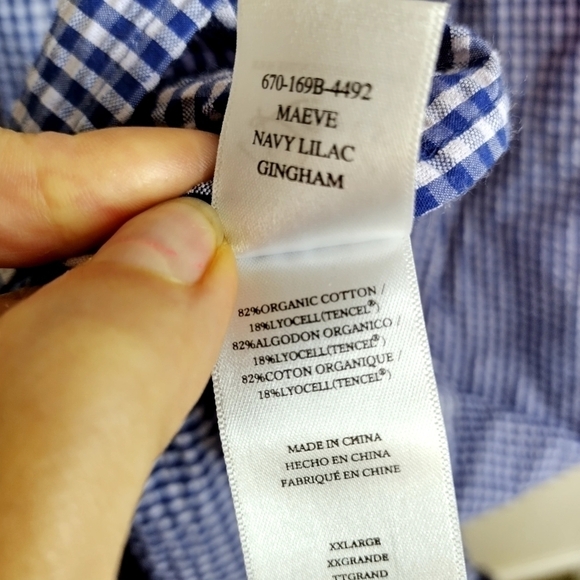 670-169B-4492
MAEVE
NAVY LILAC
GINGHAM
82%ORGANIC COTTON /
18%LYOCELL(TENCEL®)
82%ALGODON ORGANICO /
18%LYOCELL(TENCEL®)
82%COTON ORGANIQUE /
18%LYOCELL(TENCEL®)
MADE IN CHINA
HECHO EN CHINA
FABRIQUÉ EN CHINE
XXLARGE
XXGRANDE
TTGRAND